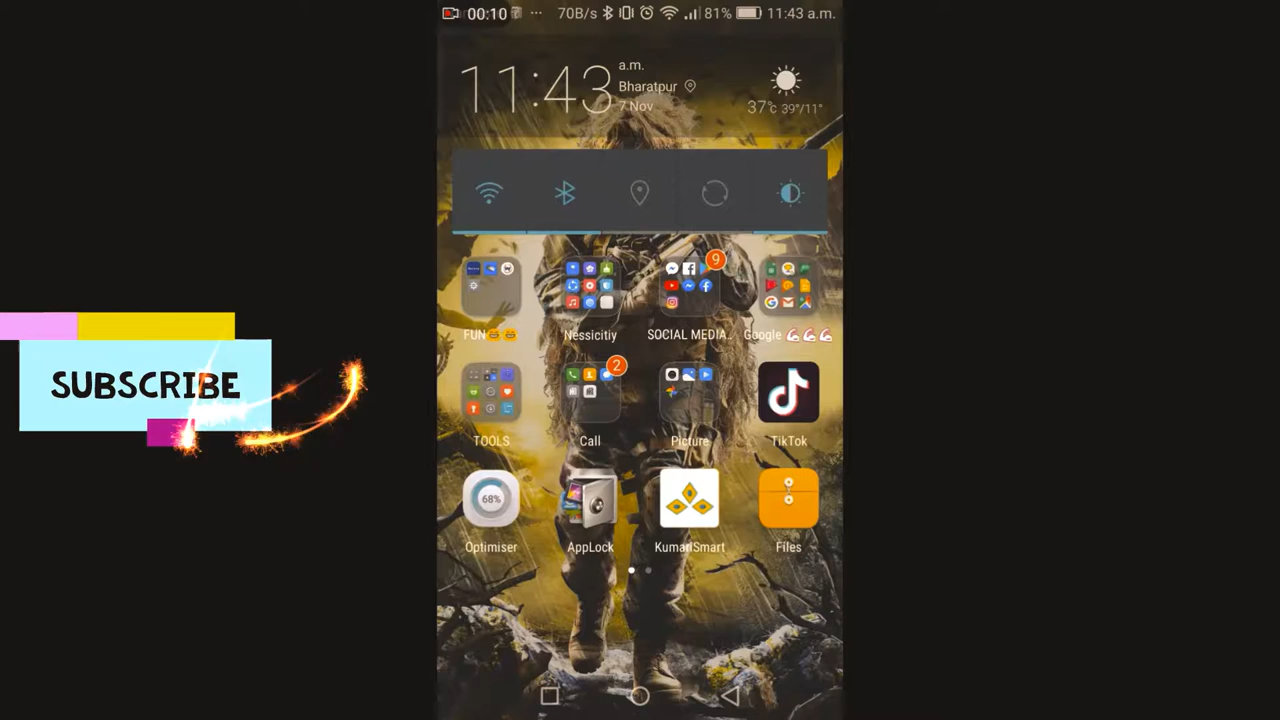 00:10 ... 70B/s 81% 11:43 a.m.
11:43
a.m.
Bharatpur
7 Nov
37°c 39°/11°
9
FUN😄😄
Nessicitiy
SOCIAL MEDIA..
Google 💪💪💪
SUBSCRIBE
2
TOOLS
Call
Picture
TikTok
68%
Optimiser
AppLock
KumariSmart
Files